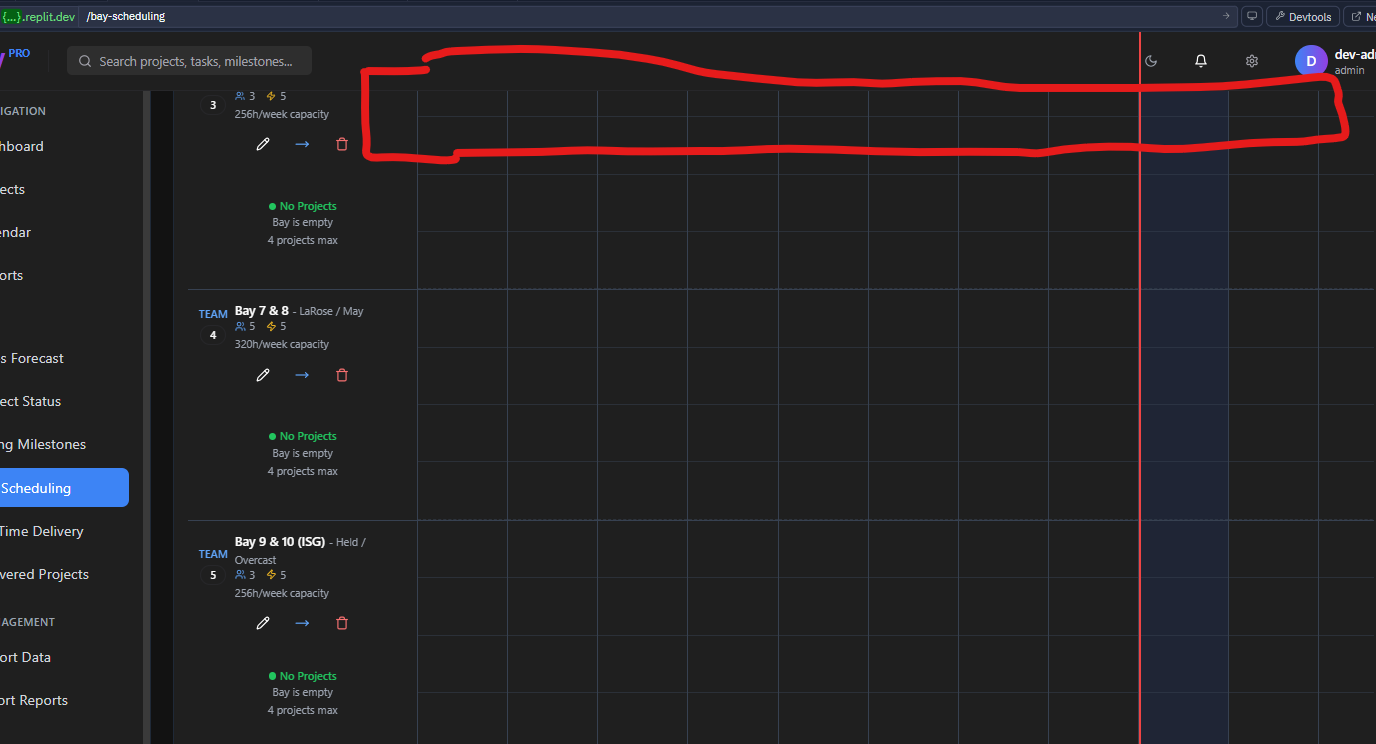 {...}.replit.dev /bay-scheduling
Devtools
PRO
Search projects, tasks, milestones...
D
admin
3
3 5
256h/week capacity
No Projects
Bay is empty
4 projects max
TEAM
4
Bay 7 & 8 - LaRose / May
5 5
320h/week capacity
No Projects
Bay is empty
4 projects max
TEAM
5
Bay 9 & 10 (ISG) - Held /
Overcast
3 5
256h/week capacity
No Projects
Bay is empty
4 projects max
IGATION
hboard
ects
endar
orts
s Forecast
ect Status
ng Milestones
Scheduling
Time Delivery
vered Projects
AGEMENT
ort Data
ort Reports